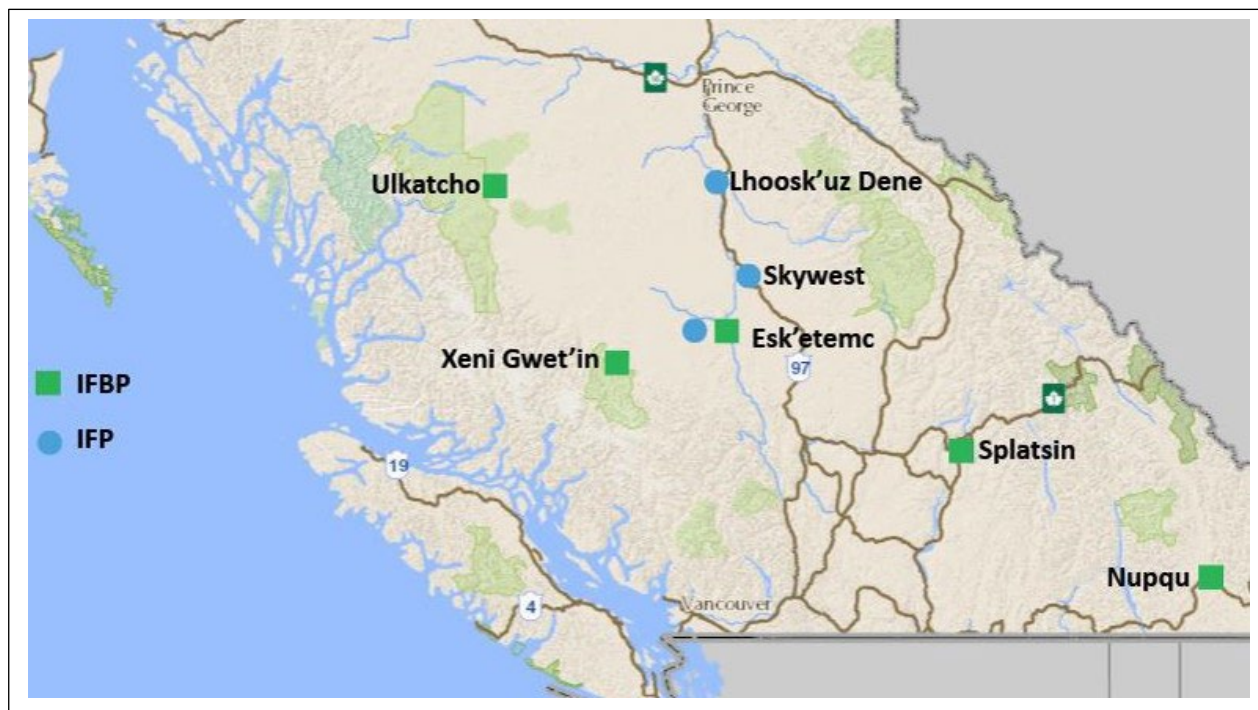 Prince
George
Ulkatcho
Lhoosk'uz Dene
Skywest
Esk'etemc
Xeni Gwet'in
97
IFBP
1
IFP
19
Splatsin
Nupqu
Vancouver
4